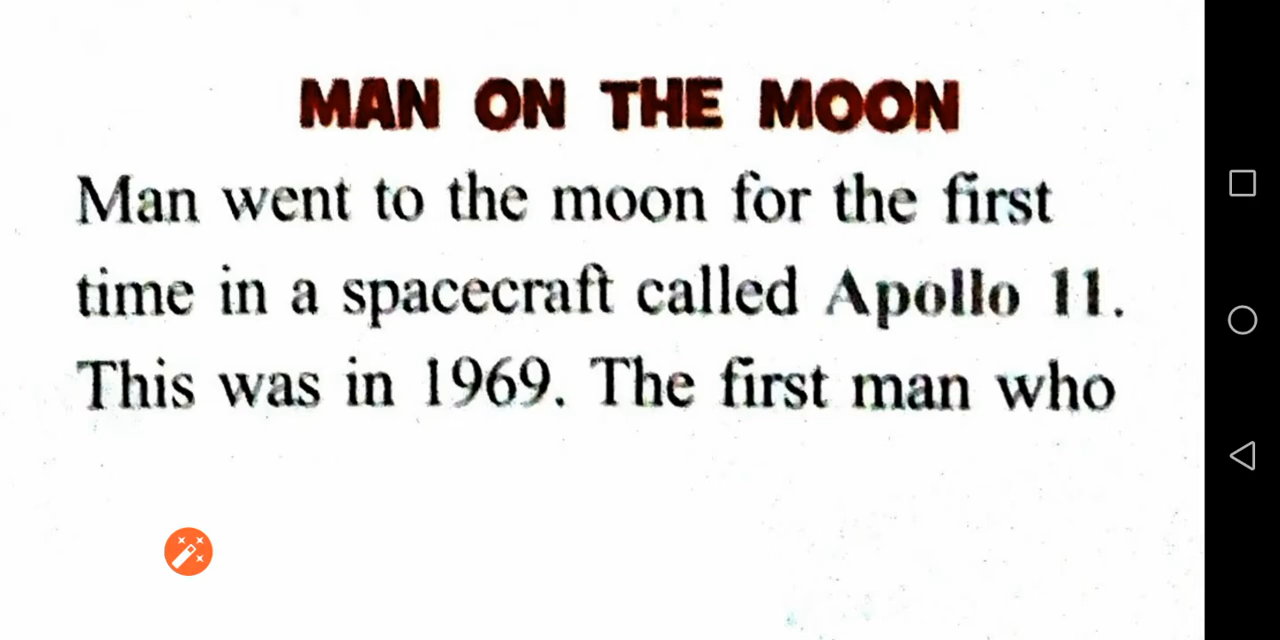 MAN ON THE MOON
Man went to the moon for the first
time in a spacecraft called Apollo 11.
This was in 1969. The first man who